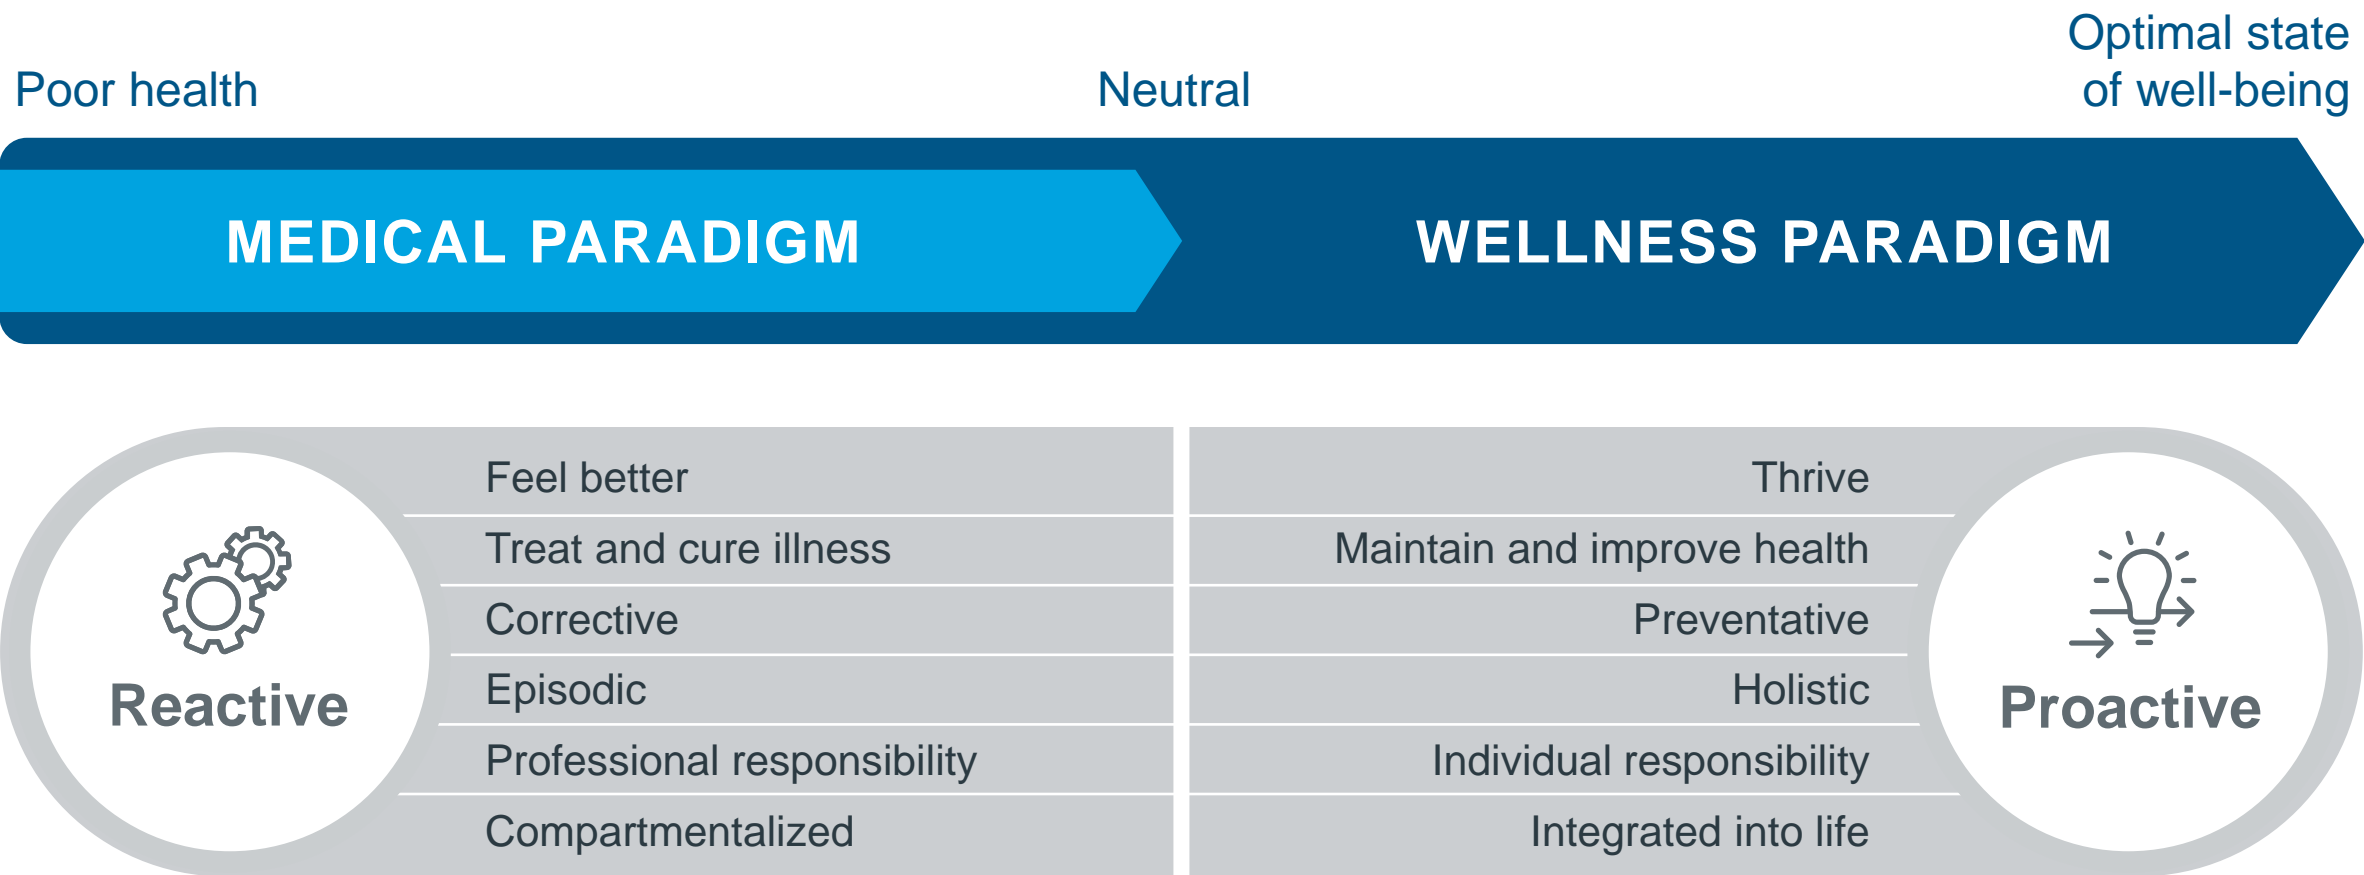 Poor health
Neutral
Optimal state
of well-being
MEDICAL PARADIGM
WELLNESS PARADIGM
Reactive
Feel better
Treat and cure illness
Corrective
Episodic
Professional responsibility
Compartmentalized
Thrive
Maintain and improve health
Preventative
Holistic
Individual responsibility
Integrated into life
Proactive